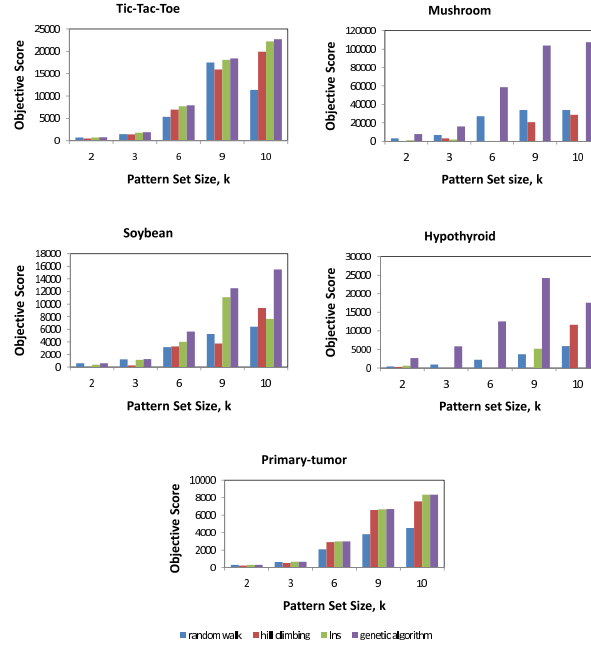 Tic-Tac-Toe
Objective Score
25000
20000
15000
10000
5000
0
2 3 6 9 10
Pattern Set Size, k
Mushroom
Objective Score
120000
100000
80000
60000
40000
20000
0
2 3 6 9 10
Pattern Set size, k
Soybean
Objective Score
18000
16000
14000
12000
10000
8000
6000
4000
2000
0
2 3 6 9 10
Pattern Set Size, k
Hypothyroid
Objective Score
30000
25000
20000
15000
10000
5000
0
2 3 6 9 10
Pattern set Size, k
Primary-tumor
Objective Score
10000
8000
6000
4000
2000
0
2 3 6 9 10
Pattern Set Size, k
random walk hill climbing lns genetic algorithm